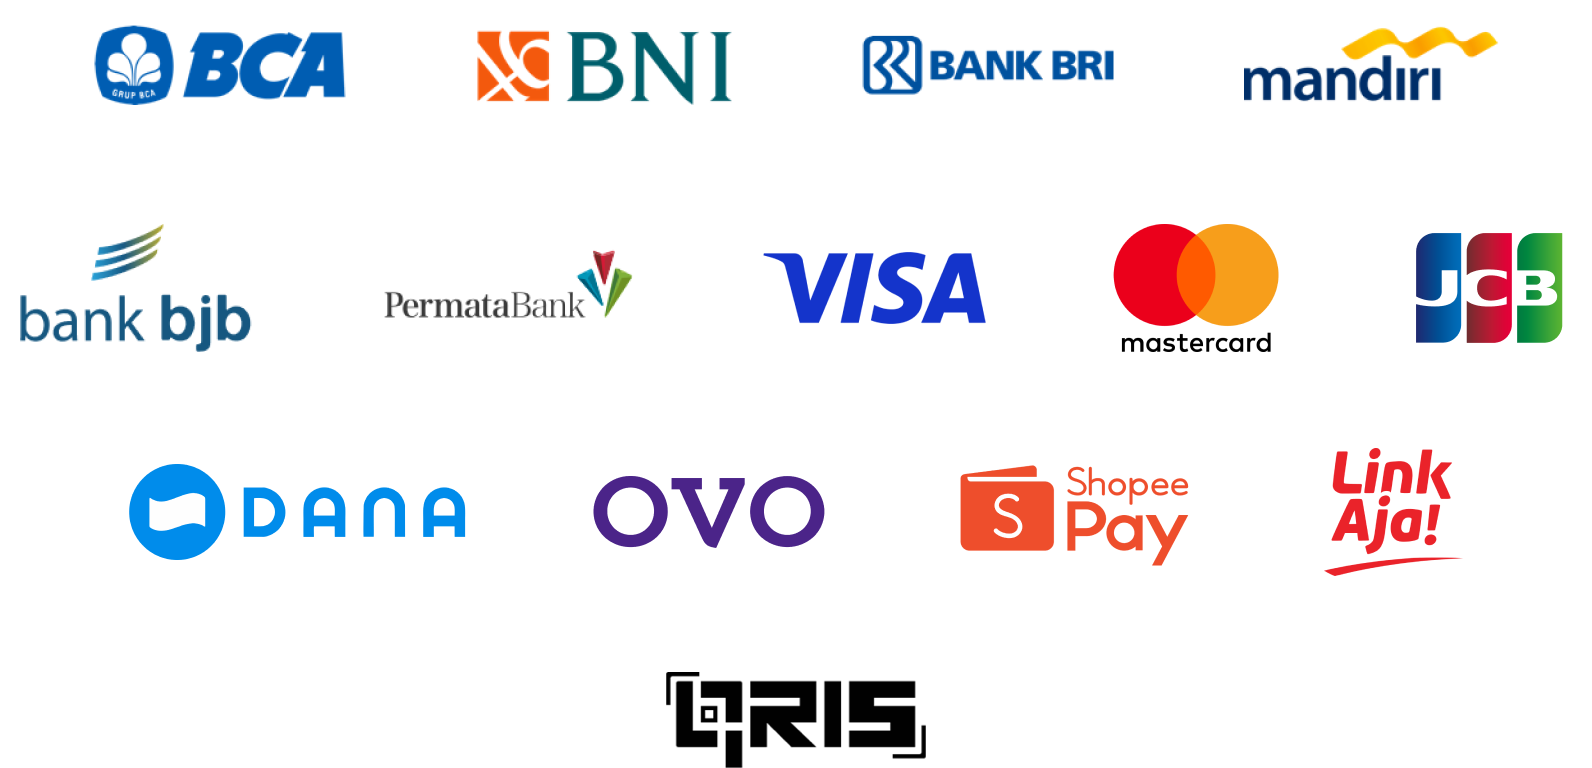 GRUP BCA
BCA
BNI
BANK BRI
mandiri
bank bjb
PermataBank
VISA
mastercard
JCB
DANA
OVO
S
Shopee
Pay
Link
Aja!
QRIS